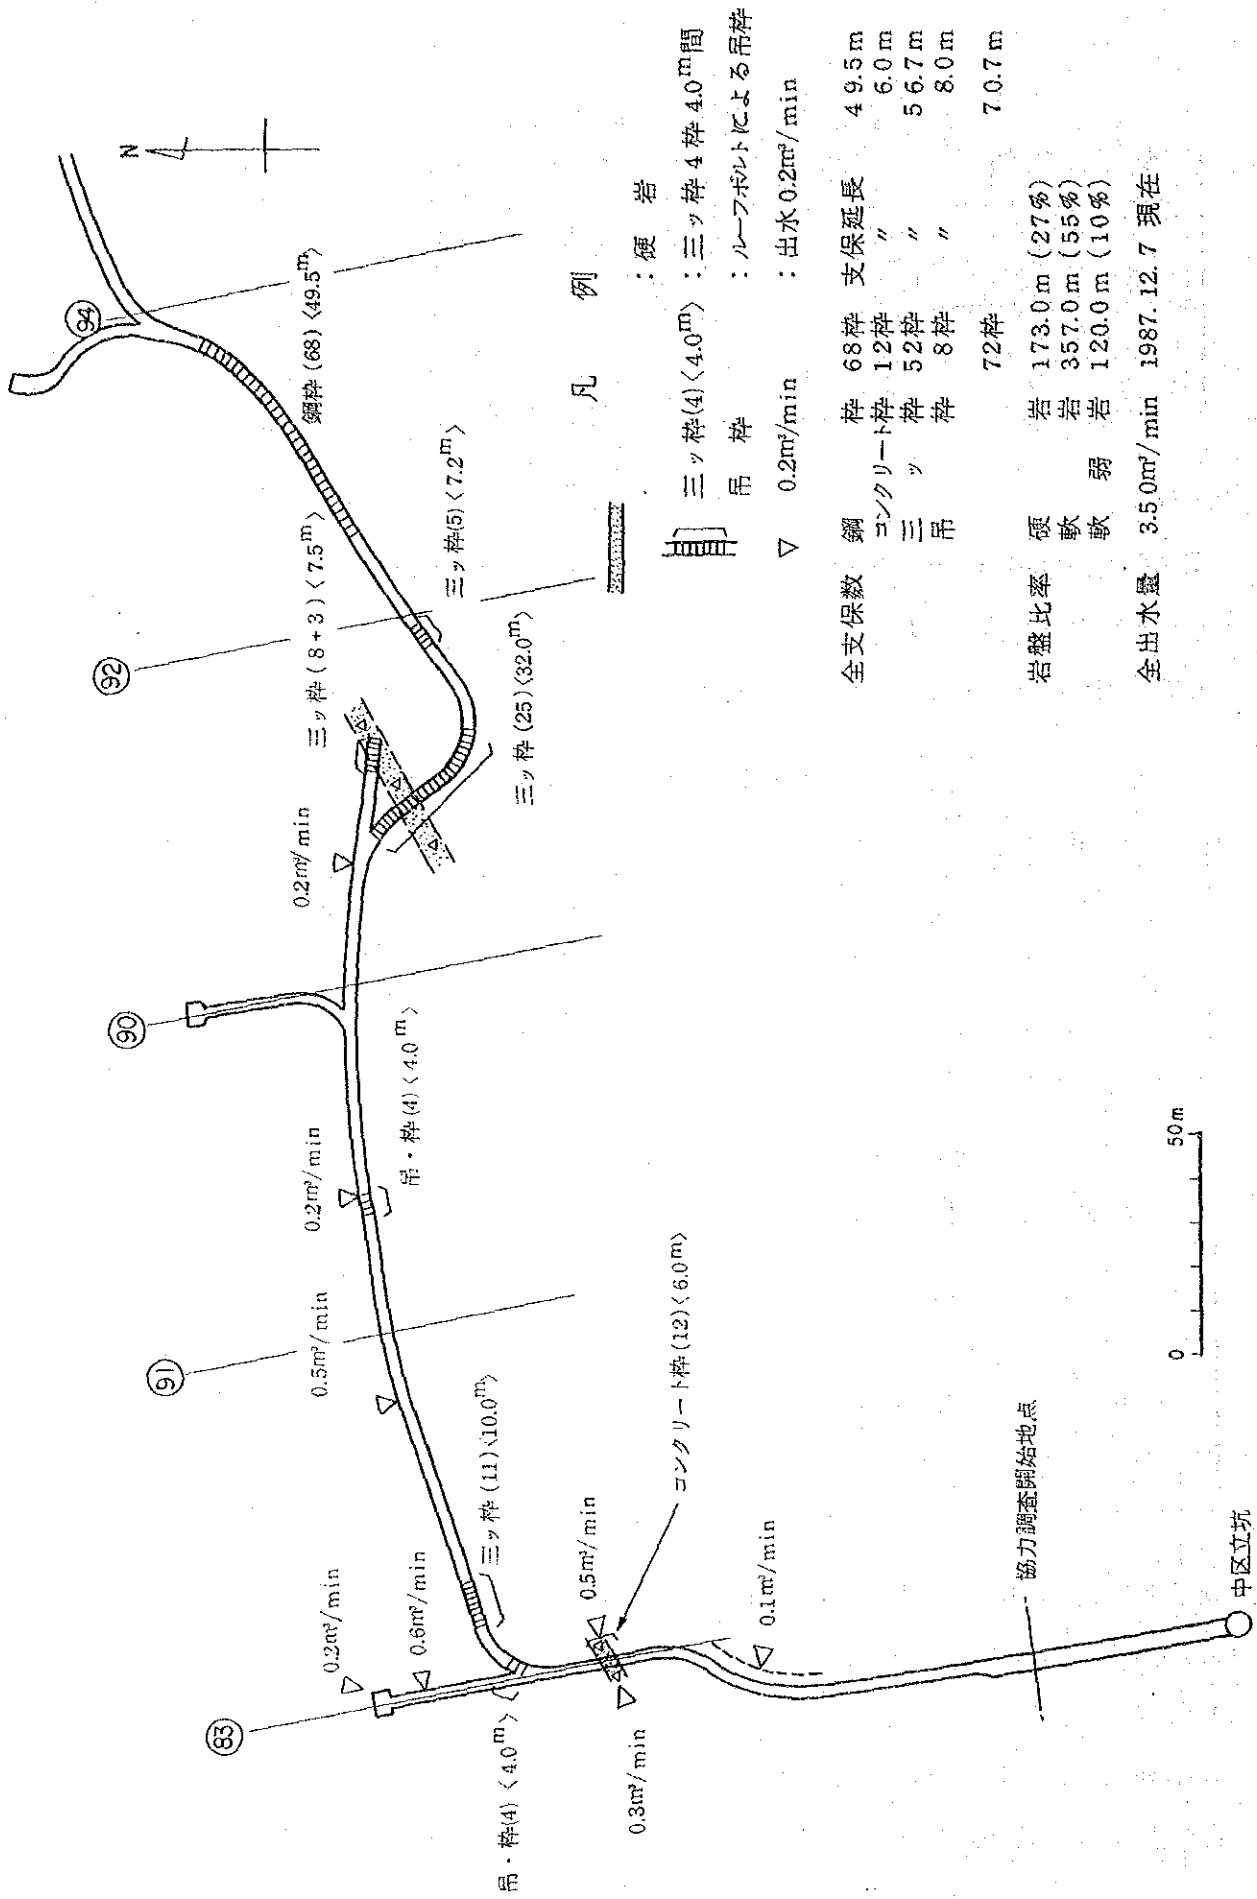 N
94
鋼枠 (68) 〈49.5m〉
92
三ッ枠 (8+3) 〈7.5m〉
三ッ枠(5)〈7.2m〉
三ッ枠 (25)〈32.0m〉
0.2m³/min
90
吊・枠(4)〈4.0m〉
0.2m³/min
91
0.5m³/min
三ッ枠 (11)〈10.0m〉
コンクリート枠(12)〈6.0m〉
83
0.2m³/min
0.6m³/min
0.5m³/min
吊・枠(4)〈4.0m〉
0.3m³/min
0.1m³/min
協力調査開始地点
中区立坑
0 50m
凡例
：硬岩
三ッ枠(4)〈4.0m〉：三ッ枠4枠4.0m間
吊枠：ルーフボルトによる吊枠
▽ 0.2m³/min：出水0.2m³/min
全支保数 鋼枠 68枠 支保延長 49.5m
コンクリート枠 12枠 〃 6.0m
三ッ枠 52枠 〃 56.7m
吊枠 8枠 〃 8.0m
72枠 70.7m
岩盤比率 硬岩 173.0m (27%)
軟岩 357.0m (55%)
軟弱岩 120.0m (10%)
全出水量 3.50m³/min 1987.12.7 現在